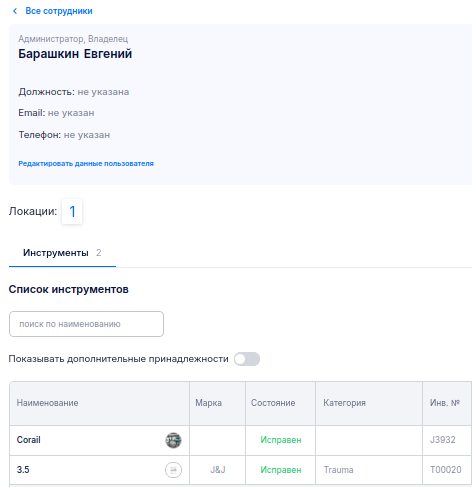 Все сотрудники
Администратор, Владелец
Барашкин Евгений
Должность: не указана
Email: не указан
Телефон: не указан
Редактировать данные пользователя
Локации: 1
Инструменты 2
Список инструментов
поиск по наименованию
Показывать дополнительные принадлежности
Наименование Марка Состояние Категория Инв. №
Corail Исправен J3932
3.5 J&J Исправен Trauma T00020